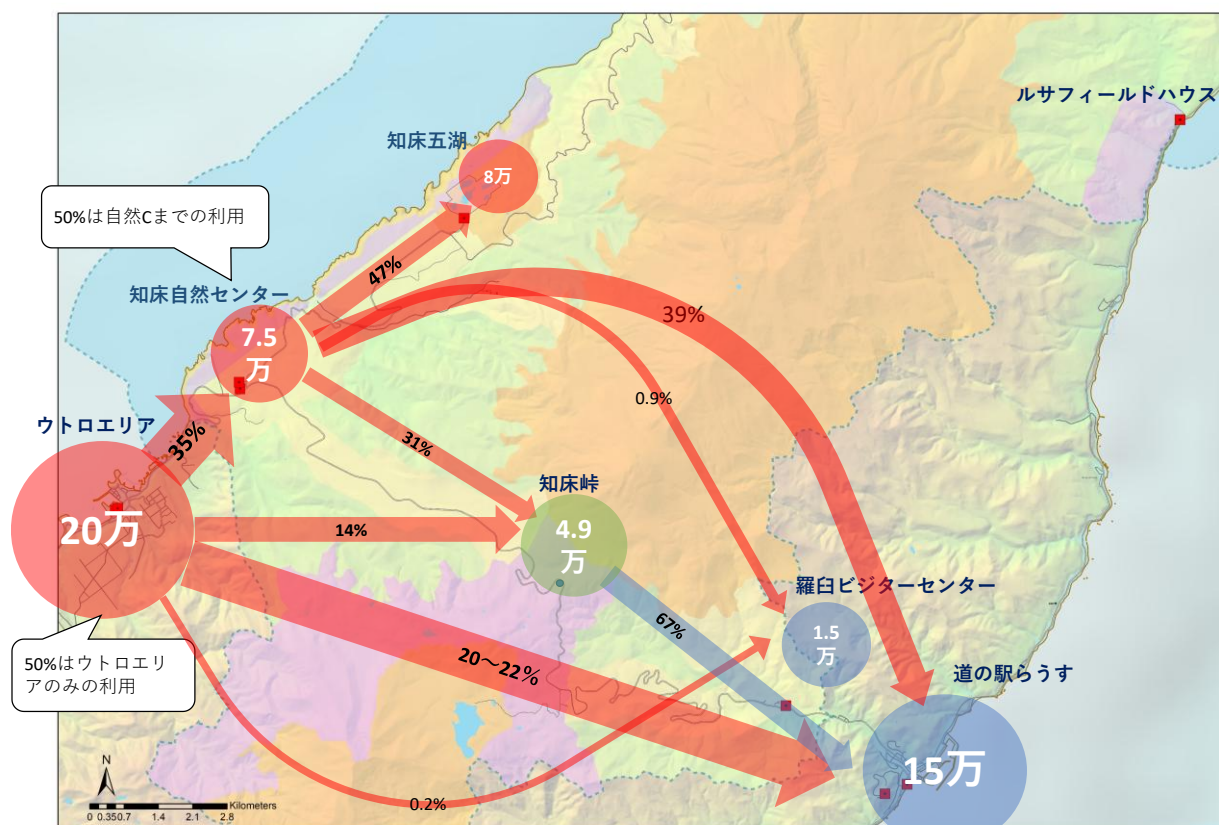 ルサフィールドハウス
知床五湖
8万
50%は自然Cまでの利用
47%
知床自然センター
7.5
万
39%
0.9%
ウトロエリア
35%
31%
知床峠
20万
14%
4.9
万
羅臼ビジターセンター
67%
1.5
万
50%はウトロエリ
アのみの利用
20～22%
道の駅らうす
15万
N
0.2%
Kilometers
0 0.35 0.7 1.4 2.1 2.8